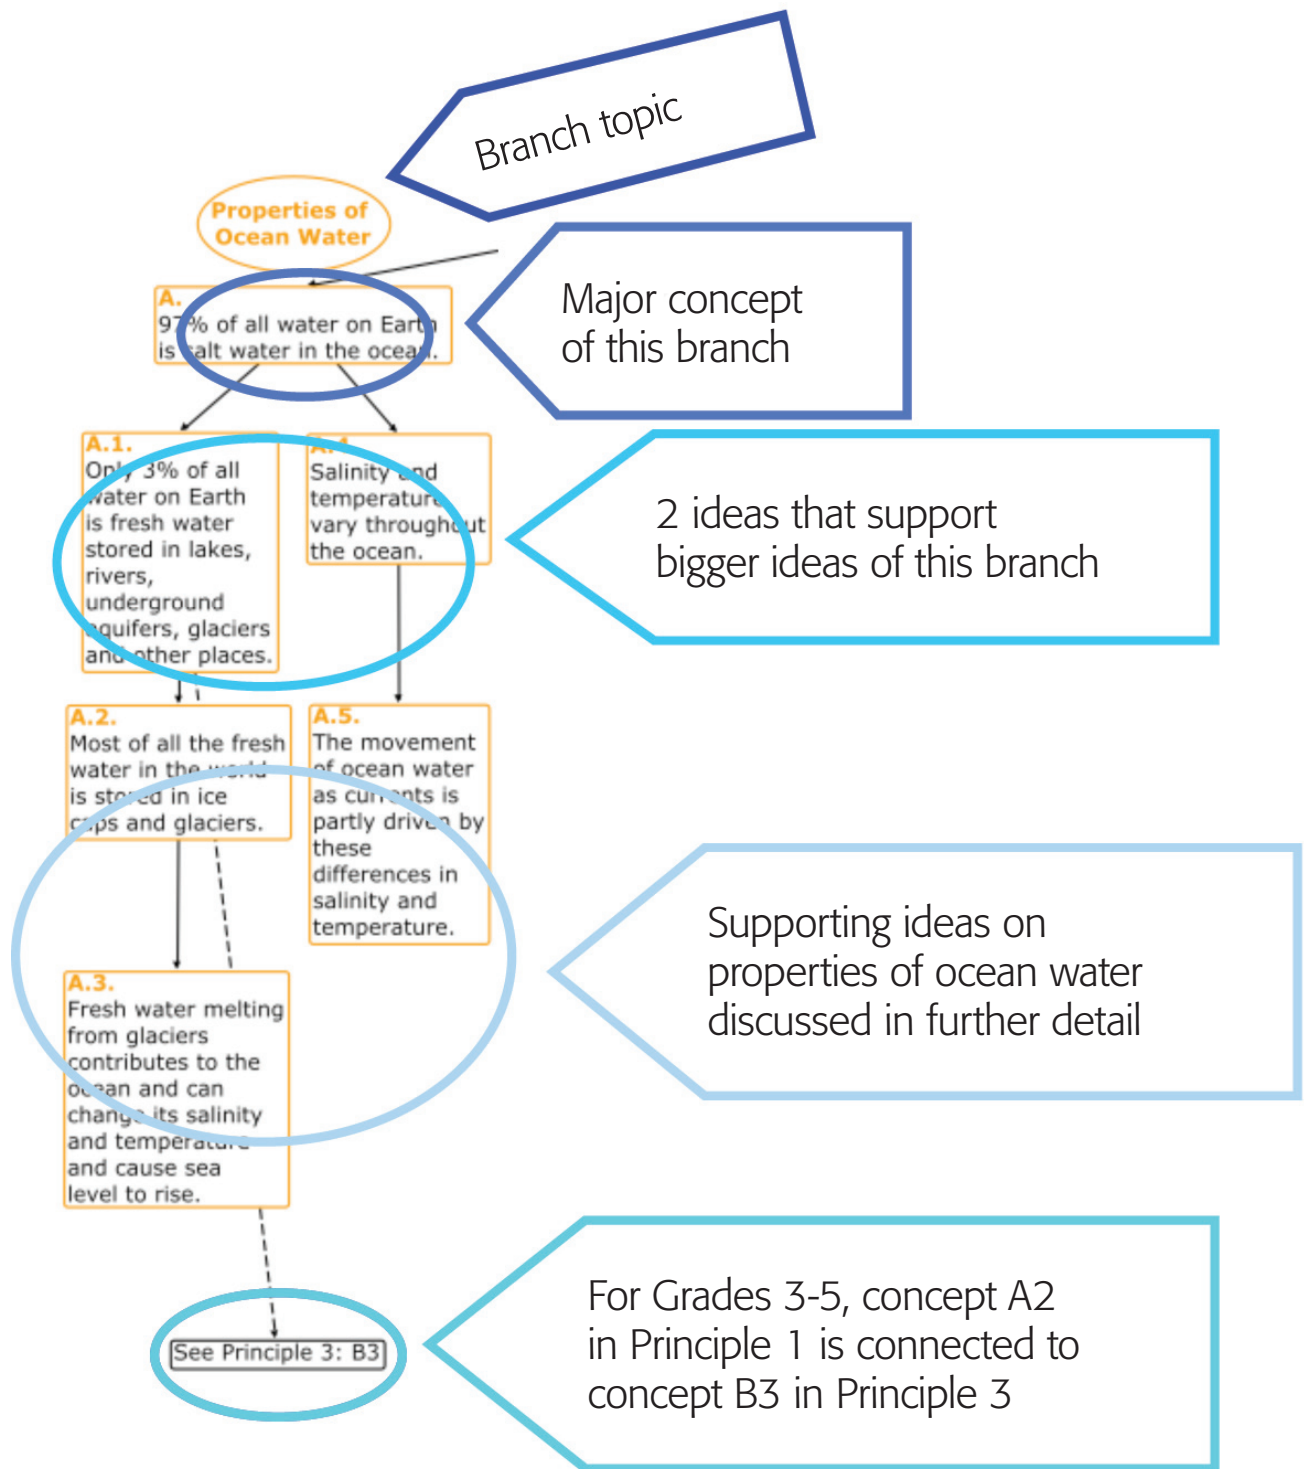 Branch topic
Properties of
Ocean Water
Major concept
of this branch
A.
97% of all water on Earth
is salt water in the ocean.
A.1.
Only 3% of all
water on Earth
is fresh water
stored in lakes,
rivers,
underground
aquifers, glaciers
and other places.
A.4.
Salinity and
temperature
vary throughout
the ocean.
2 ideas that support
bigger ideas of this branch
A.2.
Most of all the fresh
water in the world
is stored in ice
caps and glaciers.
A.5.
The movement
of ocean water
as currents is
partly driven by
these
differences in
salinity and
temperature.
Supporting ideas on
properties of ocean water
discussed in further detail
A.3.
Fresh water melting
from glaciers
contributes to the
ocean and can
change its salinity
and temperature
and cause sea
level to rise.
See Principle 3: B3
For Grades 3-5, concept A2
in Principle 1 is connected to
concept B3 in Principle 3